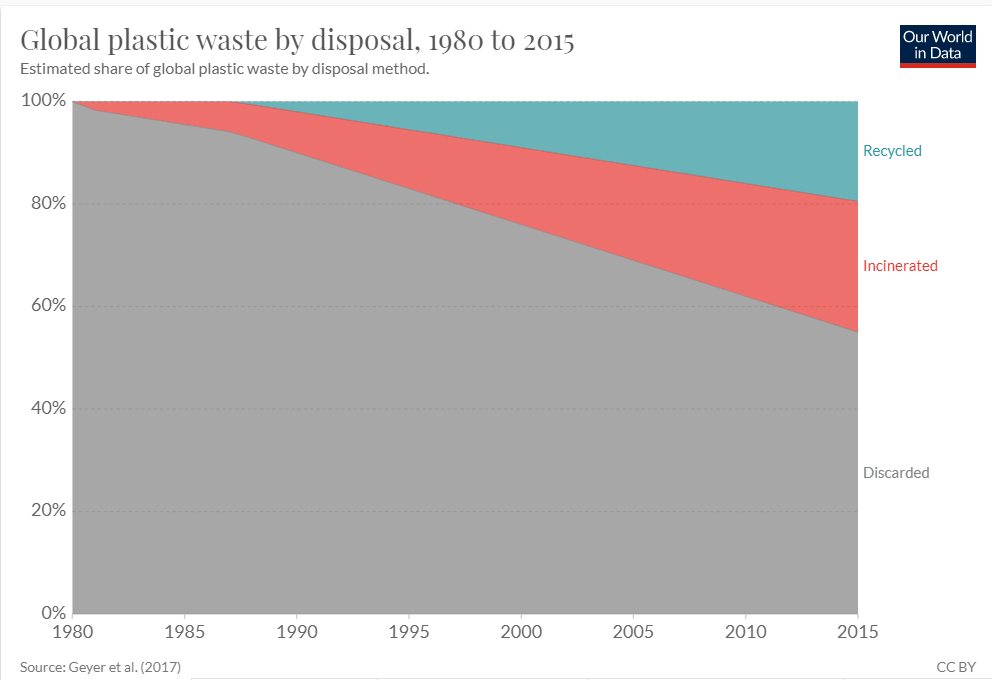 Global plastic waste by disposal, 1980 to 2015
Estimated share of global plastic waste by disposal method.
Our World
in Data
100%
80%
60%
40%
20%
0%
Recycled
Incinerated
Discarded
1980 1985 1990 1995 2000 2005 2010 2015
Source: Geyer et al. (2017)
CC BY